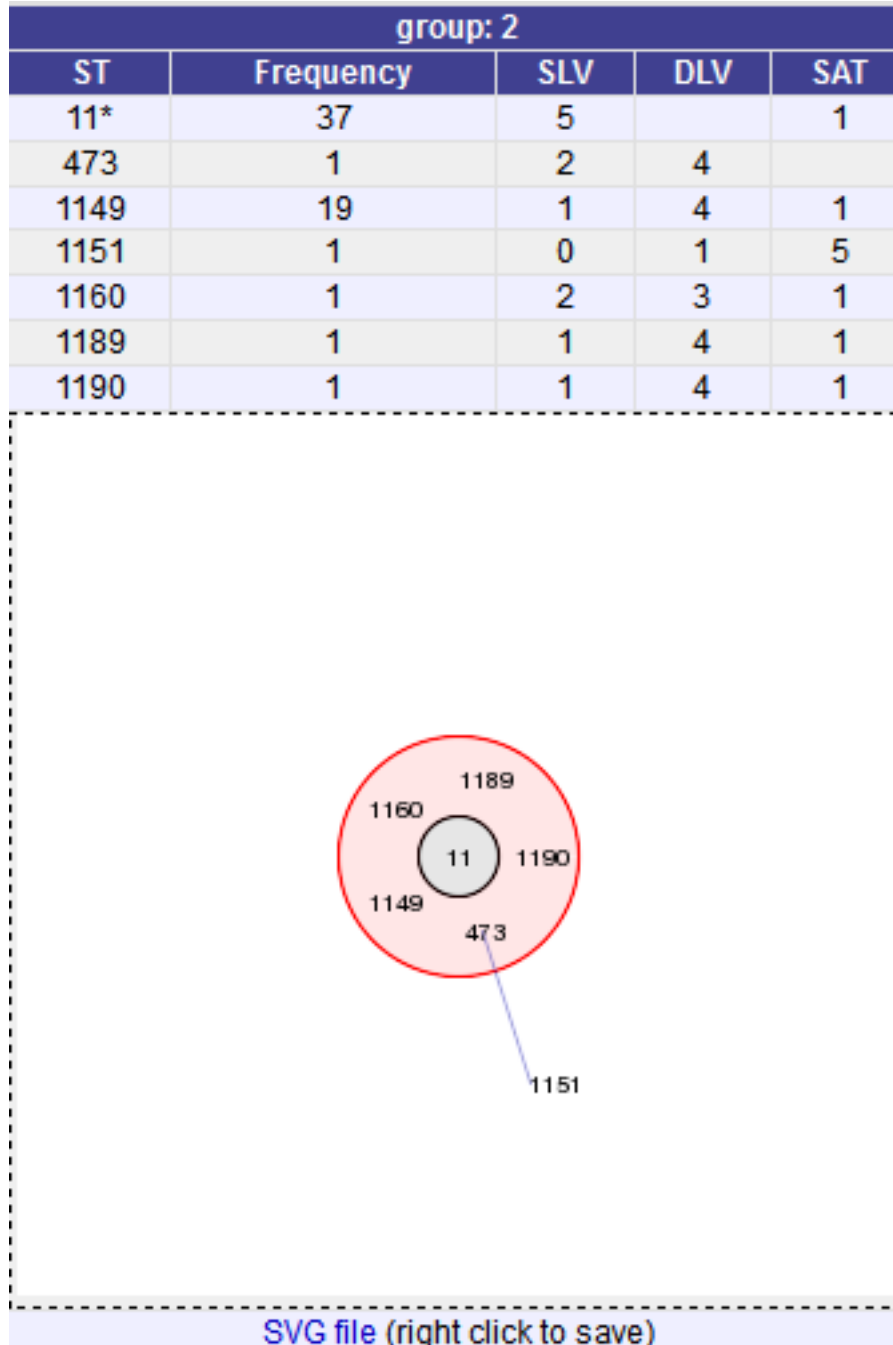 group: 2
ST Frequency SLV DLV SAT
11* 37 5 1
473 1 2 4
1149 19 1 4 1
1151 1 0 1 5
1160 1 2 3 1
1189 1 1 4 1
1190 1 1 4 1
1189
1160
11 1190
1149
473
1151
SVG file (right click to save)